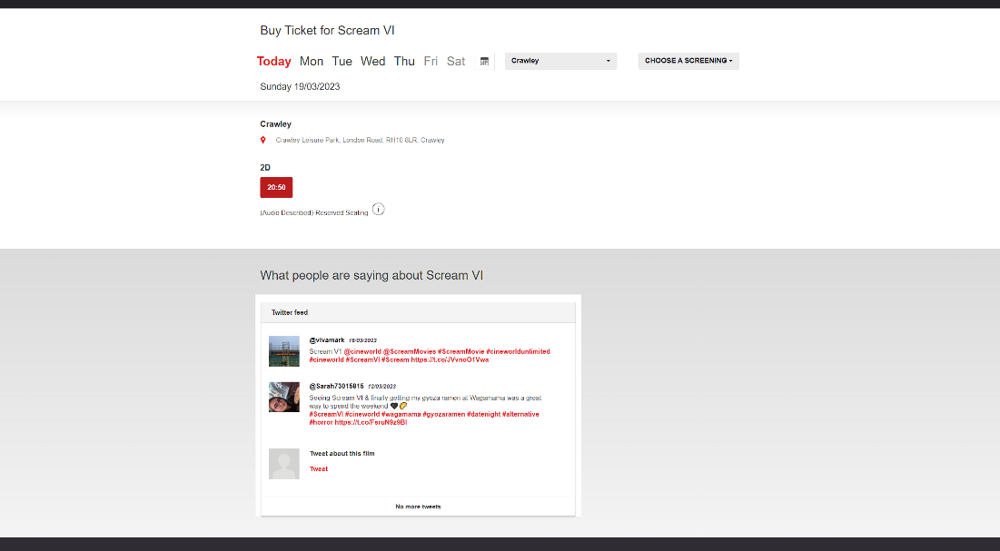 Buy Ticket for Scream VI
Today Mon Tue Wed Thu Fri Sat
Crawley
CHOOSE A SCREENING
Sunday 19/03/2023
Crawley
Crawley Leisure Park, London Road, RH10 8LR, Crawley
2D
20:50
(Audio Described)-Reserved Seating i
What people are saying about Scream VI
Twitter feed
@vivamark 16/03/2023
Scream V1 @cineworld @ScreamMovies #ScreamMovie #cineworldunlimited
#cineworld #ScreamVI #Scream https://t.co/JVvnoO1Vwa
@Sarah73015815 12/03/2023
Seeing Scream VI & finally getting my gyoza ramen at Wagamama was a great
way to spend the weekend 🖤🥟
#ScreamVI #cineworld #wagamama #gyozaramen #datenight #alternative
#horror https://t.co/FsruN9z9BI
Tweet about this film
Tweet
No more tweets